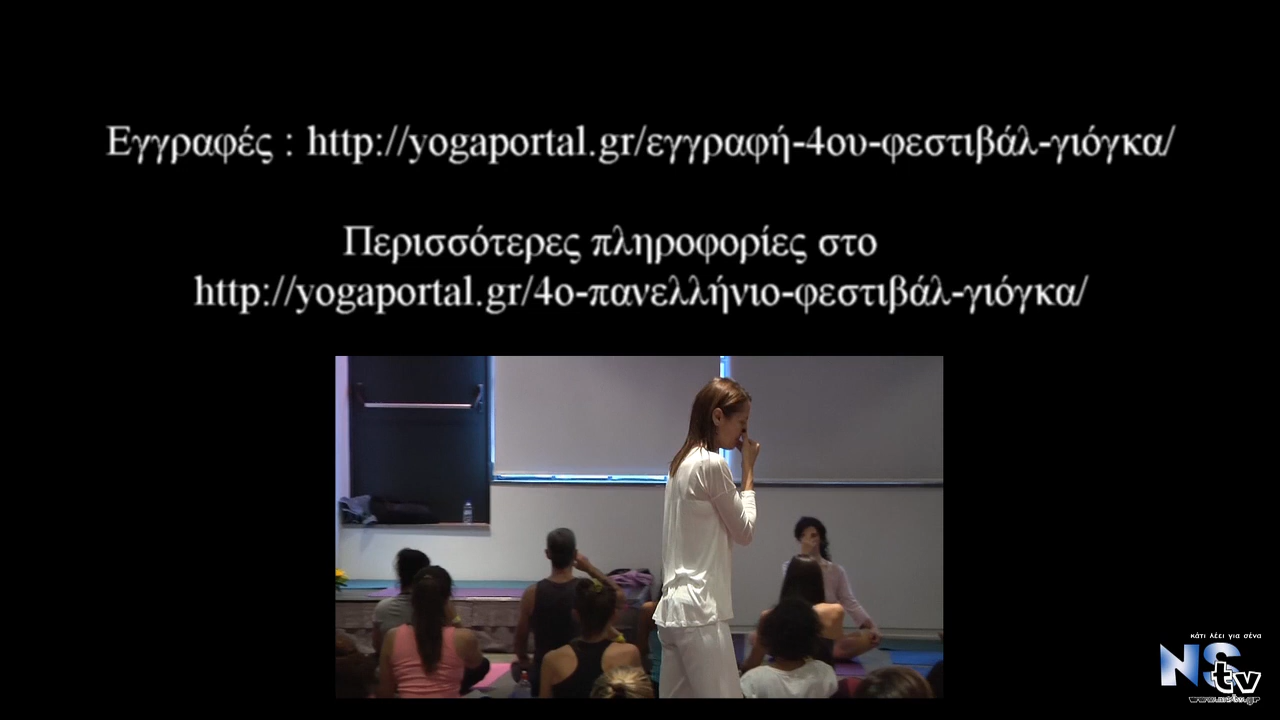 Εγγραφές : http://yogaportal.gr/εγγραφή-4ου-φεστιβάλ-γιόγκα/
Περισσότερες πληροφορίες στο
http://yogaportal.gr/4ο-πανελλήνιο-φεστιβάλ-γιόγκα/
κάτι λέει για σένα
NS
tv